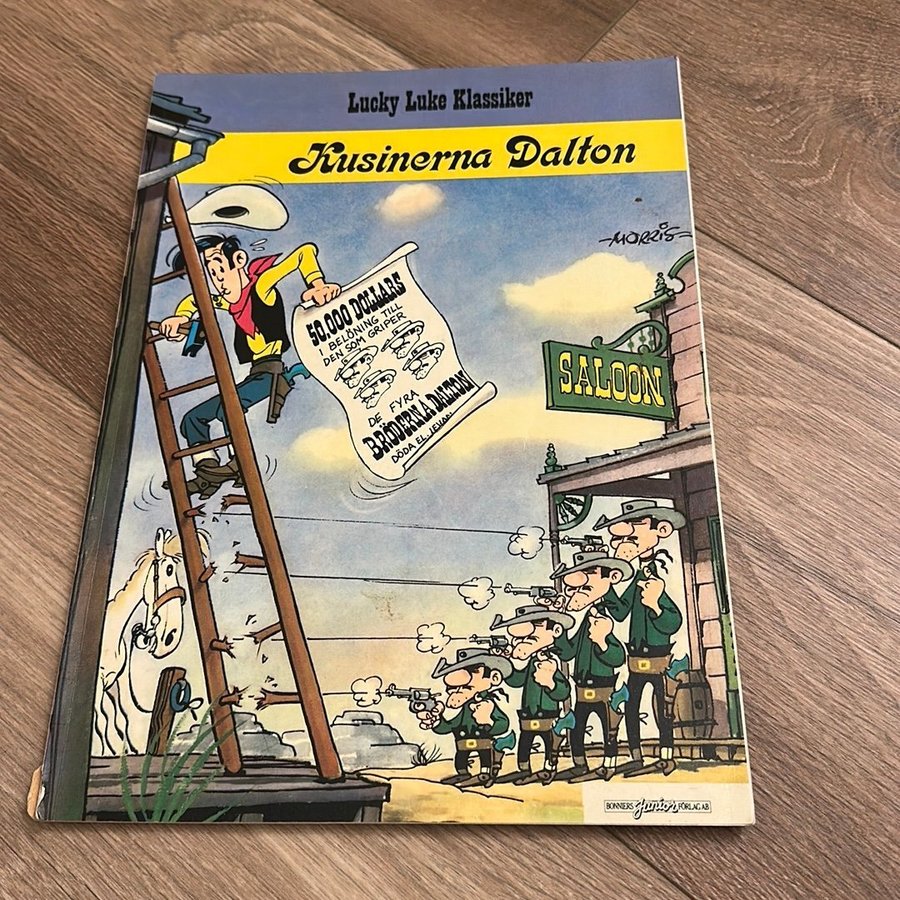 Lucky Luke Klassiker
Kusinerna Dalton
MORRIS
50.000 DOLLARS
I BELÖNING TILL
DEN SOM GRIPER
DE FYRA
BRÖDERNA DALTON
DÖDA EL. LEVAN.
SALOON
BONNIERS Junior FÖRLAG AB